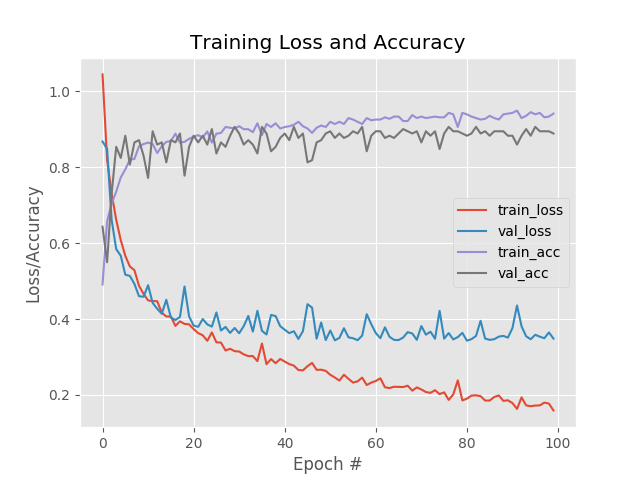 Training Loss and Accuracy
Loss/Accuracy
1.0
0.8
0.6
0.4
0.2
train_loss
val_loss
train_acc
val_acc
0 20 40 60 80 100
Epoch #